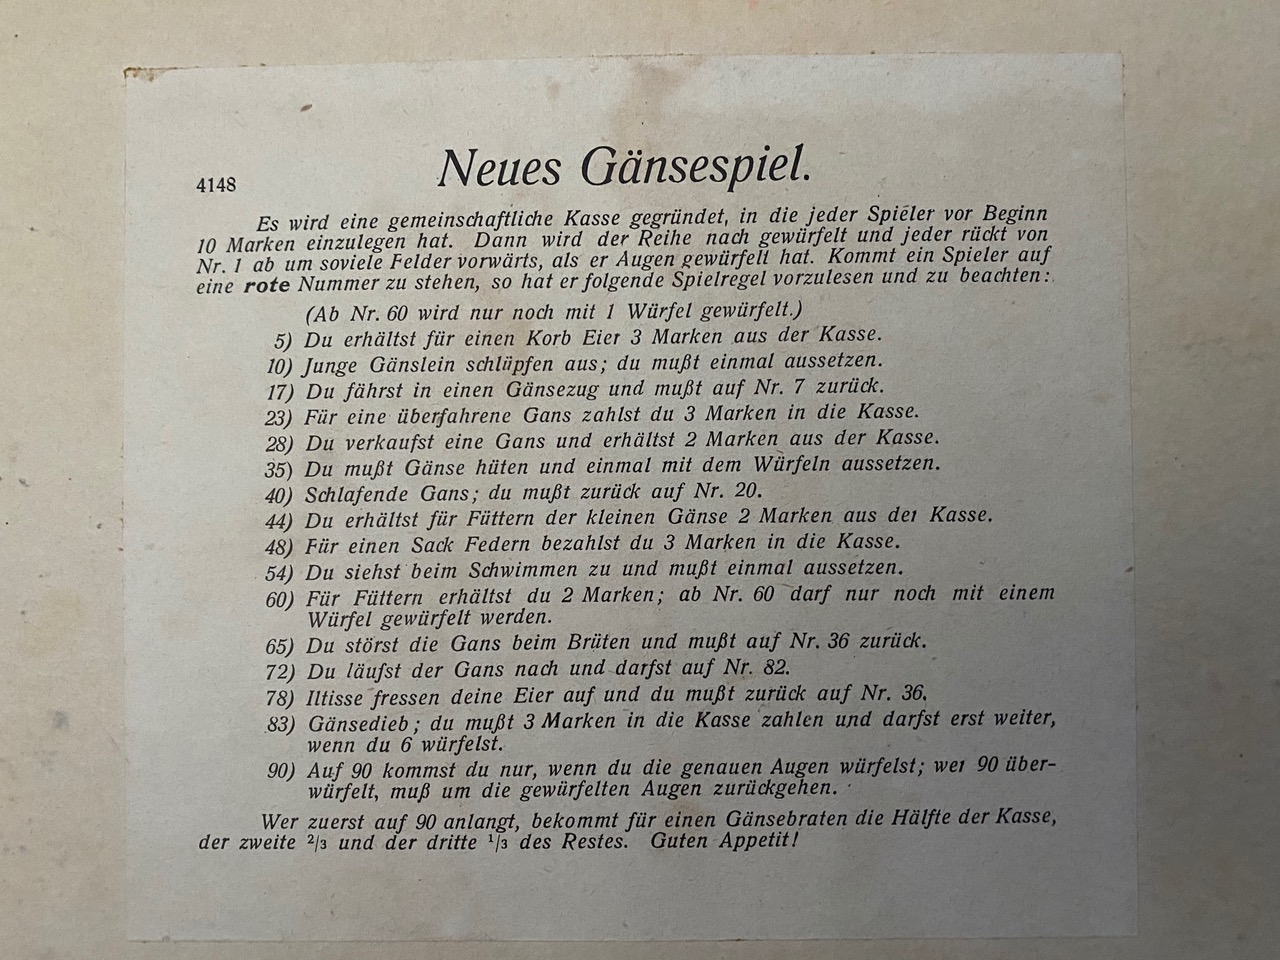 4148
Neues Gänsespiel.
Es wird eine gemeinschaftliche Kasse gegründet, in die jeder Spieler vor Beginn
10 Marken einzulegen hat. Dann wird der Reihe nach gewürfelt und jeder rückt von
Nr. 1 ab um soviele Felder vorwärts, als er Augen gewürfelt hat. Kommt ein Spieler auf
eine rote Nummer zu stehen, so hat er folgende Spielregel vorzulesen und zu beachten:
(Ab Nr. 60 wird nur noch mit 1 Würfel gewürfelt.)
5) Du erhältst für einen Korb Eier 3 Marken aus der Kasse.
10) Junge Gänslein schlüpfen aus; du mußt einmal aussetzen.
17) Du fährst in einen Gänsezug und mußt auf Nr. 7 zurück.
23) Für eine überfahrene Gans zahlst du 3 Marken in die Kasse.
28) Du verkaufst eine Gans und erhältst 2 Marken aus der Kasse.
35) Du mußt Gänse hüten und einmal mit dem Würfeln aussetzen.
40) Schlafende Gans; du mußt zurück auf Nr. 20.
44) Du erhältst für Füttern der kleinen Gänse 2 Marken aus der Kasse.
48) Für einen Sack Federn bezahlst du 3 Marken in die Kasse.
54) Du siehst beim Schwimmen zu und mußt einmal aussetzen.
60) Für Füttern erhältst du 2 Marken; ab Nr. 60 darf nur noch mit einem
Würfel gewürfelt werden.
65) Du störst die Gans beim Brüten und mußt auf Nr. 36 zurück.
72) Du läufst der Gans nach und darfst auf Nr. 82.
78) Iltisse fressen deine Eier auf und du mußt zurück auf Nr. 36.
83) Gänsedieb; du mußt 3 Marken in die Kasse zahlen und darfst erst weiter,
wenn du 6 würfelst.
90) Auf 90 kommst du nur, wenn du die genauen Augen würfelst; wer 90 über-
würfelt, muß um die gewürfelten Augen zurückgehen.
Wer zuerst auf 90 anlangt, bekommt für einen Gänsebraten die Hälfte der Kasse,
der zweite 2/3 und der dritte 1/3 des Restes. Guten Appetit!